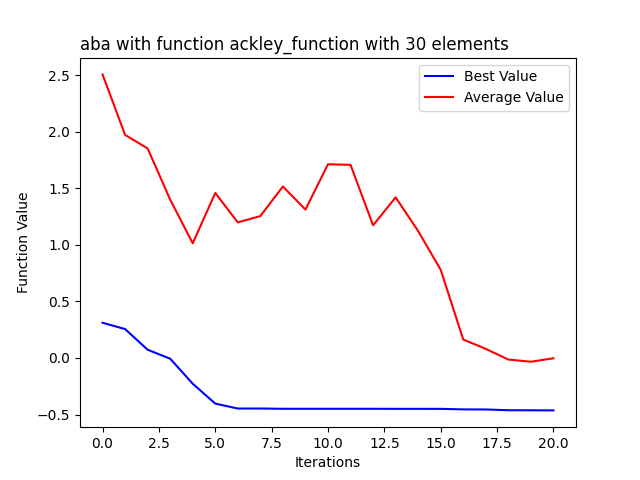 aba with function ackley_function with 30 elements
Best Value
Average Value
Function Value
2.5
2.0
1.5
1.0
0.5
0.0
−0.5
0.0 2.5 5.0 7.5 10.0 12.5 15.0 17.5 20.0
Iterations